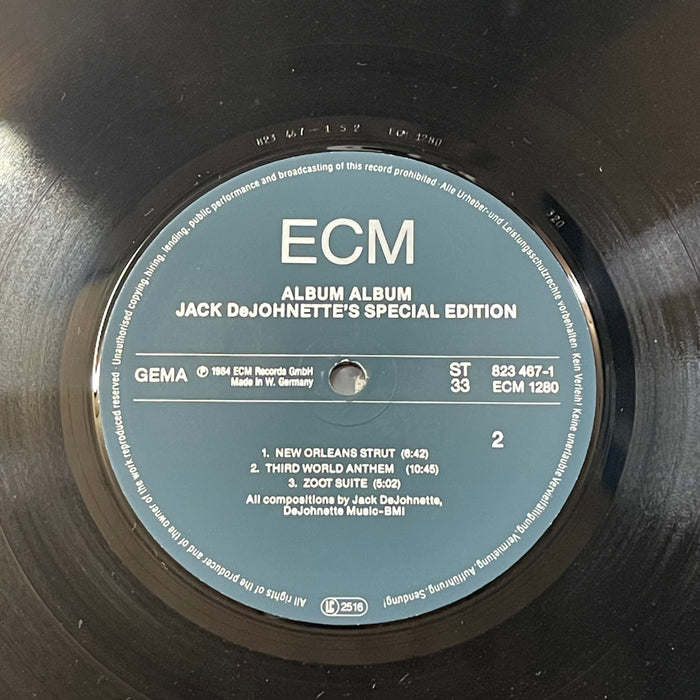 823 467-1 S 2 ECM 1280
320
Unauthorised copying, hiring, lending, public performance and broadcasting of this record prohibited · Alle Urheber- und Leistungsschutzrechte vorbehalten · Kein Verleih! Keine unerlaubte Vervielfältigung, Vermietung, Aufführung, Sendung!
ECM
ALBUM ALBUM
JACK DeJOHNETTE'S SPECIAL EDITION
GEMA
℗ 1984 ECM Records GmbH
Made in W. Germany
ST
33
823 467-1
ECM 1280
2
1. NEW ORLEANS STRUT (6:42)
2. THIRD WORLD ANTHEM (10:45)
3. ZOOT SUITE (5:02)
All compositions by Jack DeJohnette,
DeJohnette Music-BMI
All rights of the producer and of the owner of the work reproduced reserved ·
LC 2516